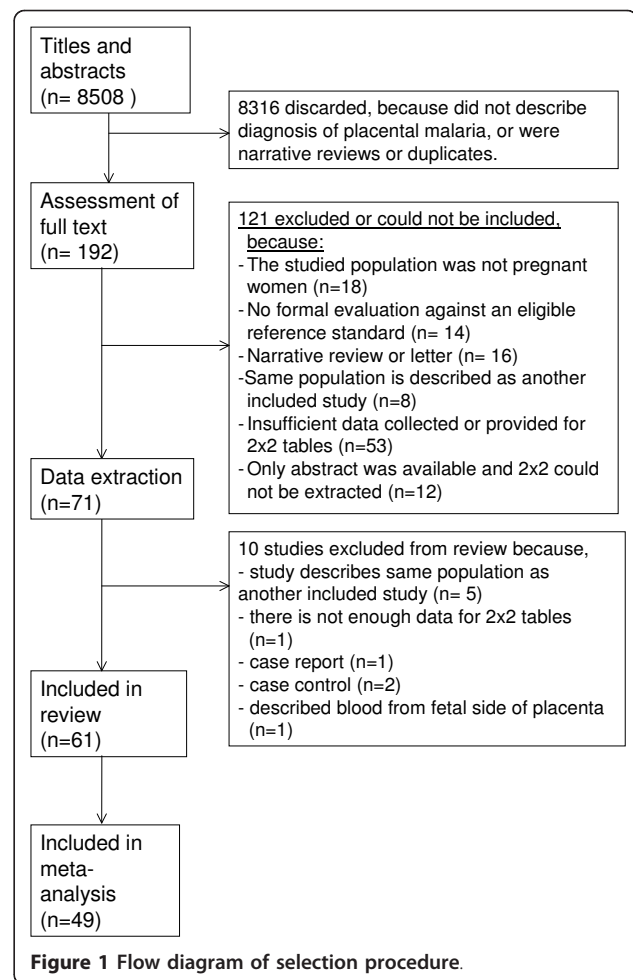 Titles and
abstracts
(n= 8508 )
8316 discarded, because did not describe
diagnosis of placental malaria, or were
narrative reviews or duplicates.
Assessment of
full text
(n= 192)
121 excluded or could not be included,
because:
- The studied population was not pregnant
women (n=18)
- No formal evaluation against an eligible
reference standard (n= 14)
- Narrative review or letter (n= 16)
-Same population is described as another
included study (n=8)
- Insufficient data collected or provided for
2x2 tables (n=53)
- Only abstract was available and 2x2 could
not be extracted (n=12)
Data extraction
(n=71)
10 studies excluded from review because,
- study describes same population as
another included study (n= 5)
- there is not enough data for 2x2 tables
(n=1)
- case report (n=1)
- case control (n=2)
- described blood from fetal side of placenta
(n=1)
Included in
review
(n=61)
Included in
meta-
analysis
(n=49)
Figure 1 Flow diagram of selection procedure.